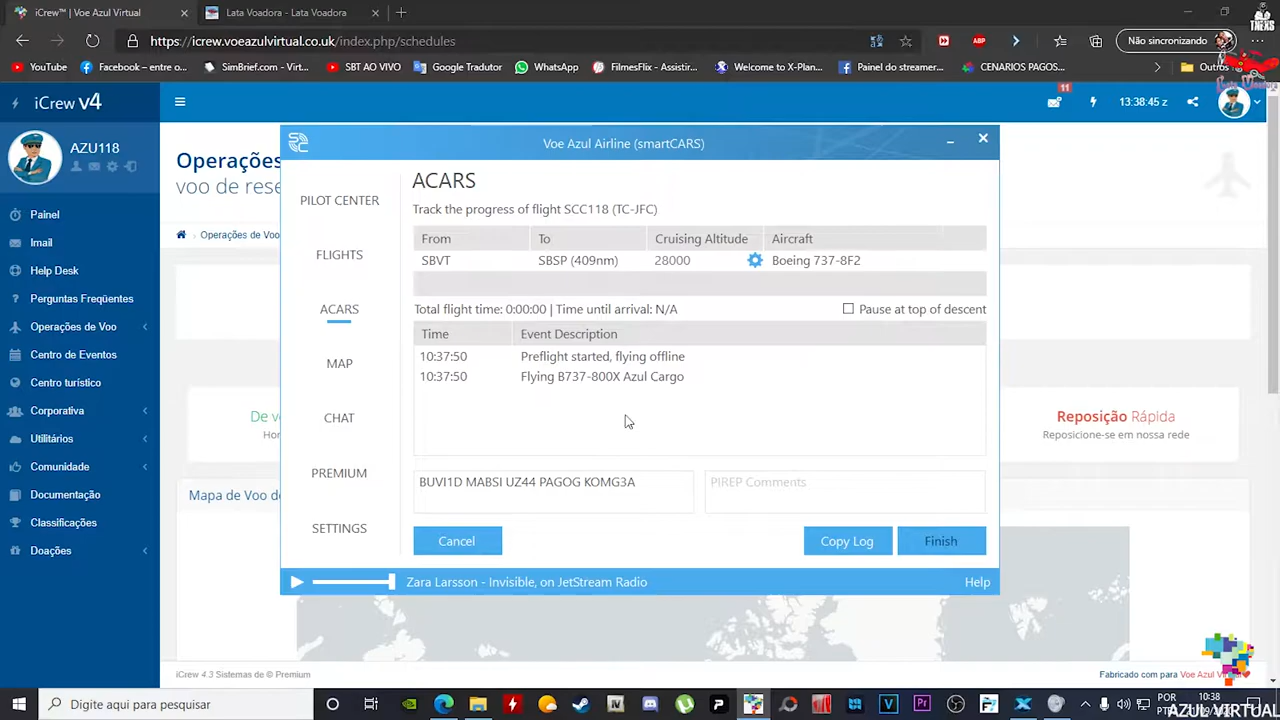 iCrew™ | Voe Azul Virtual
Lata Voadora - Lata Voadora
https://icrew.voeazulvirtual.co.uk/index.php/schedules
ABP
Não sincronizando
YouTube
Facebook – entre o...
SimBrief.com - Virt...
SBT AO VIVO
Google Tradutor
WhatsApp
FilmesFlix - Assistir...
Welcome to X-Plan...
Painel do streamer...
CENARIOS PAGOS...
Outros
iCrew v4
11
13:38:45 z
AZU118
Painel
Imail
Help Desk
Perguntas Freqüentes
Operações de Voo
Centro de Eventos
Centro turístico
Corporativa
Utilitários
Comunidade
Documentação
Classificações
Doações
Operações
voo de rese
Operações de Voo
De v
Hor
Reposição Rápida
Reposicione-se em nossa rede
Mapa de Voo d
Voe Azul Airline (smartCARS)
PILOT CENTER
FLIGHTS
ACARS
MAP
CHAT
PREMIUM
SETTINGS
ACARS
Track the progress of flight SCC118 (TC-JFC)
From To Cruising Altitude Aircraft
SBVT SBSP (409nm) 28000 Boeing 737-8F2
Total flight time: 0:00:00 | Time until arrival: N/A
Pause at top of descent
Time Event Description
10:37:50 Preflight started, flying offline
10:37:50 Flying B737-800X Azul Cargo
BUVI1D MABSI UZ44 PAGOG KOMG3A
PIREP Comments
Cancel
Copy Log
Finish
Zara Larsson - Invisible, on JetStream Radio
Help
iCrew 4.3 Sistemas de © Premium
Fabricado com para Voe Azul
Digite aqui para pesquisar
POR
10:38
AZUL VIRTUAL